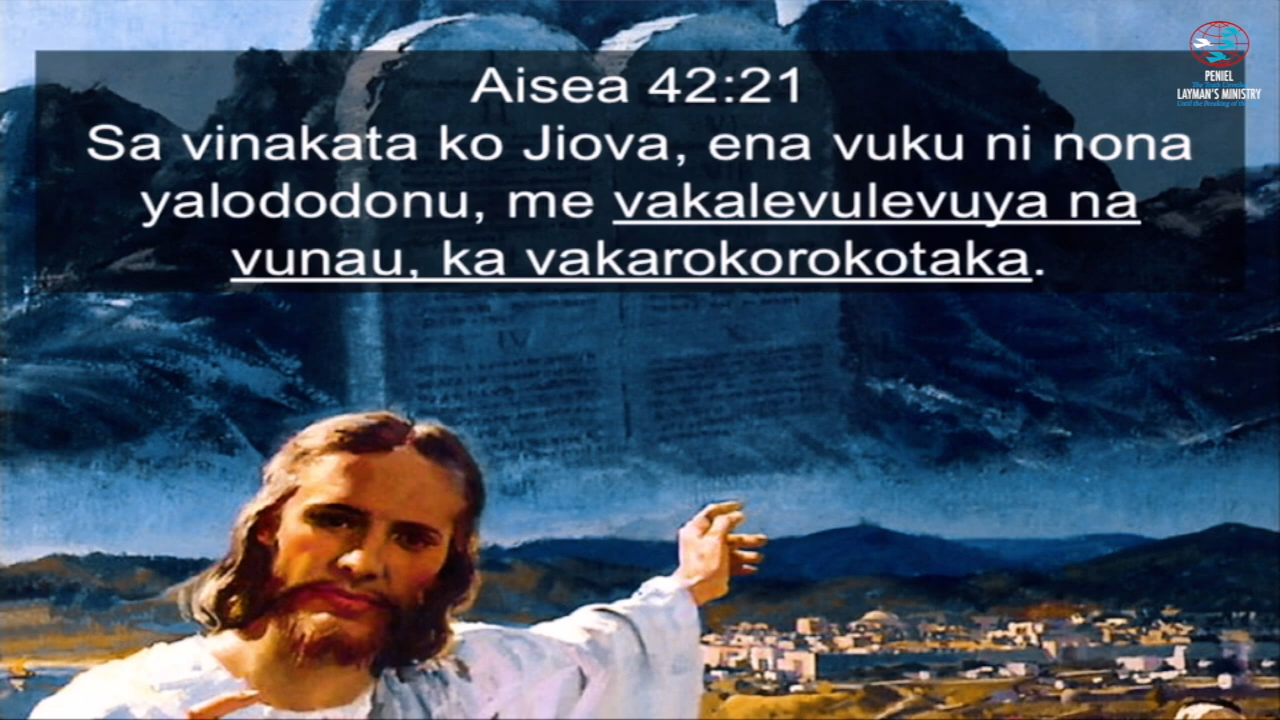 Aisea 42:21
Sa vinakata ko Jiova, ena vuku ni nona
yalododonu, me vakalevulevuya na
vunau, ka vakarokorokotaka.
PENIEL
LAYMAN'S MINISTRY